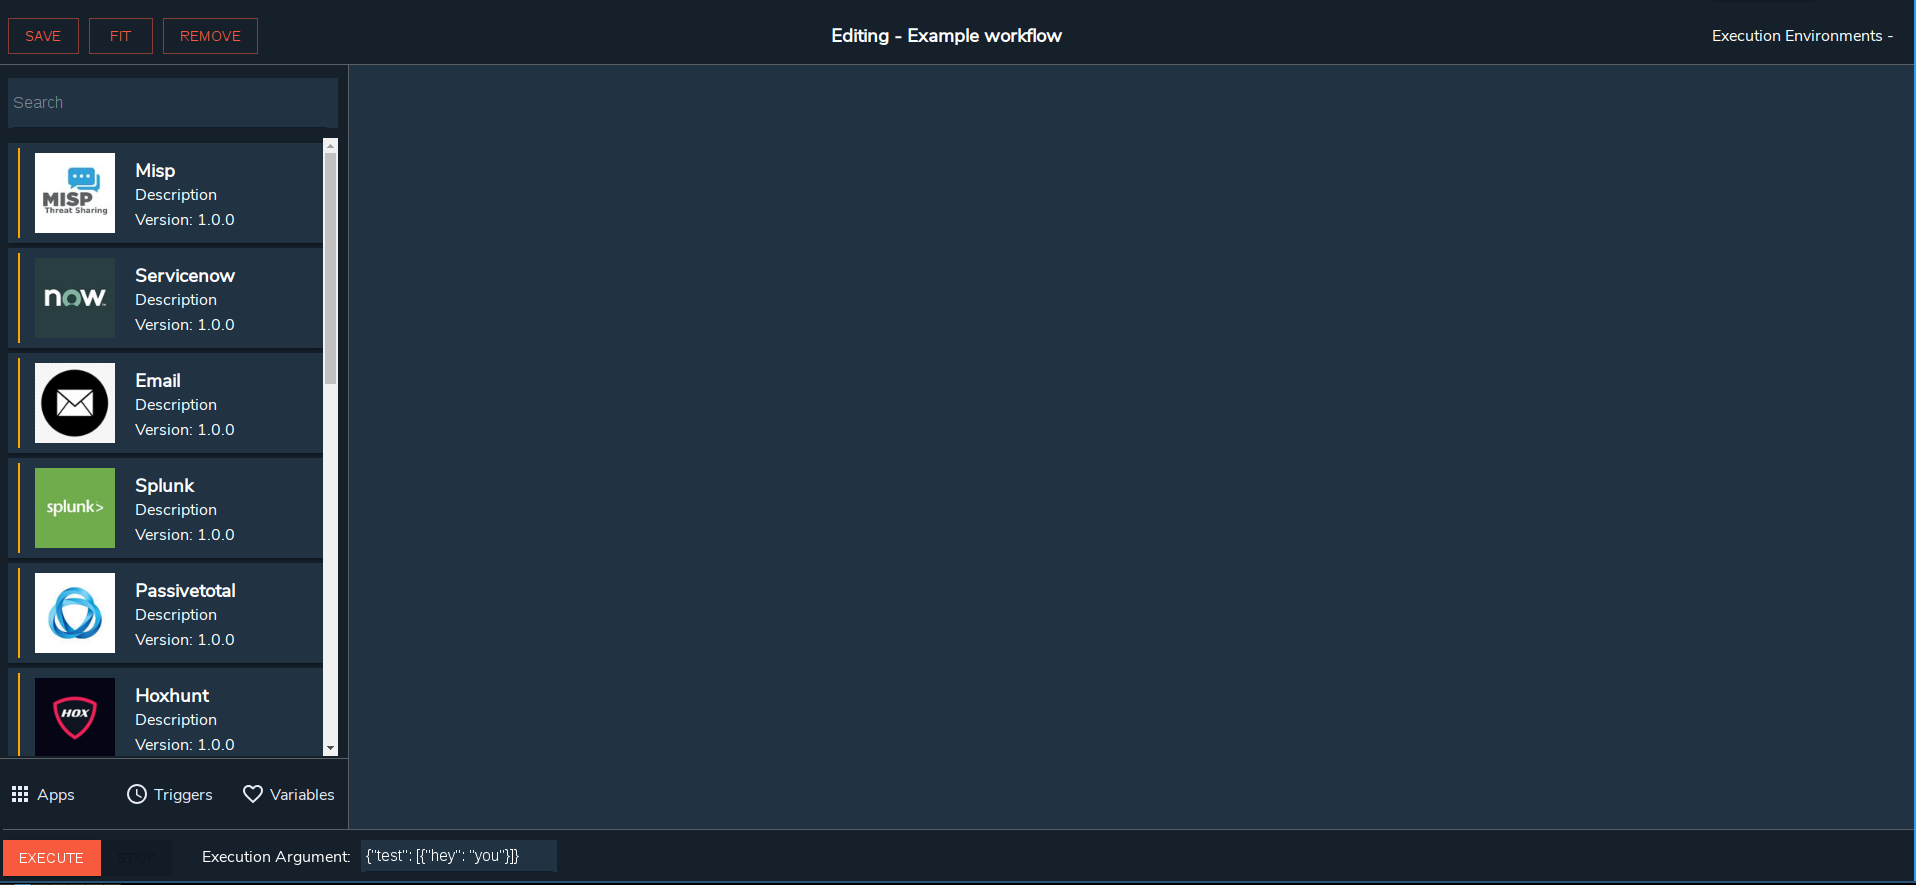 SAVE FIT REMOVE Editing - Example workflow Execution Environments -
Search
MISP
Threat Sharing
Misp
Description
Version: 1.0.0
now
Servicenow
Description
Version: 1.0.0
Email
Description
Version: 1.0.0
splunk>
Splunk
Description
Version: 1.0.0
Passivetotal
Description
Version: 1.0.0
HOX
Hoxhunt
Description
Version: 1.0.0
Apps Triggers Variables
EXECUTE STOP Execution Argument: {"test": [{"hey": "you"}]}